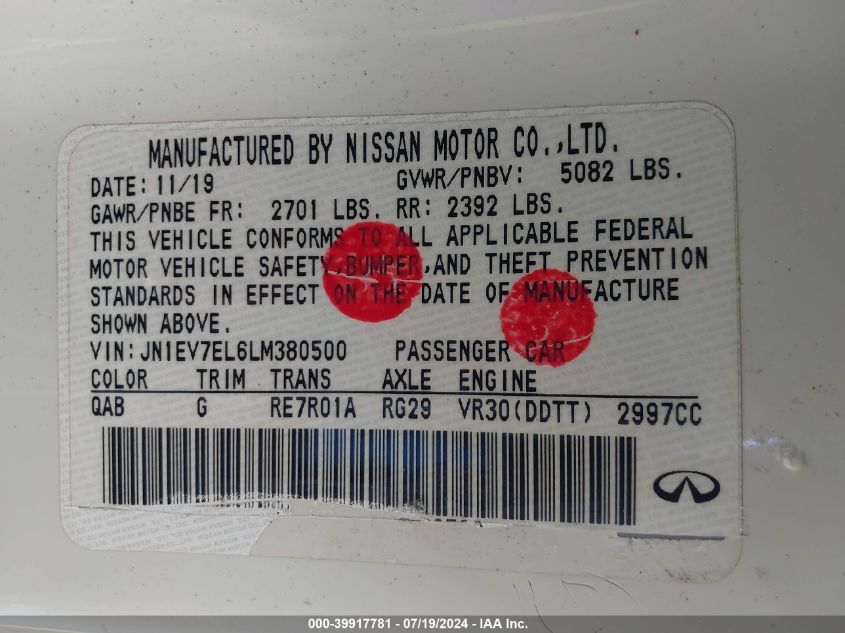 MANUFACTURED BY NISSAN MOTOR CO.,LTD.
DATE: 11/19 GVWR/PNBV: 5082 LBS.
GAWR/PNBE FR: 2701 LBS. RR: 2392 LBS.
THIS VEHICLE CONFORMS TO ALL APPLICABLE FEDERAL
MOTOR VEHICLE SAFETY,BUMPER,AND THEFT PREVENTION
STANDARDS IN EFFECT ON THE DATE OF MANUFACTURE
SHOWN ABOVE.
VIN: JN1EV7EL6LM380500 PASSENGER CAR
COLOR TRIM TRANS AXLE ENGINE
QAB G RE7R01A RG29 VR30(DDTT) 2997CC
000-39917781 - 07/19/2024 - IAA Inc.